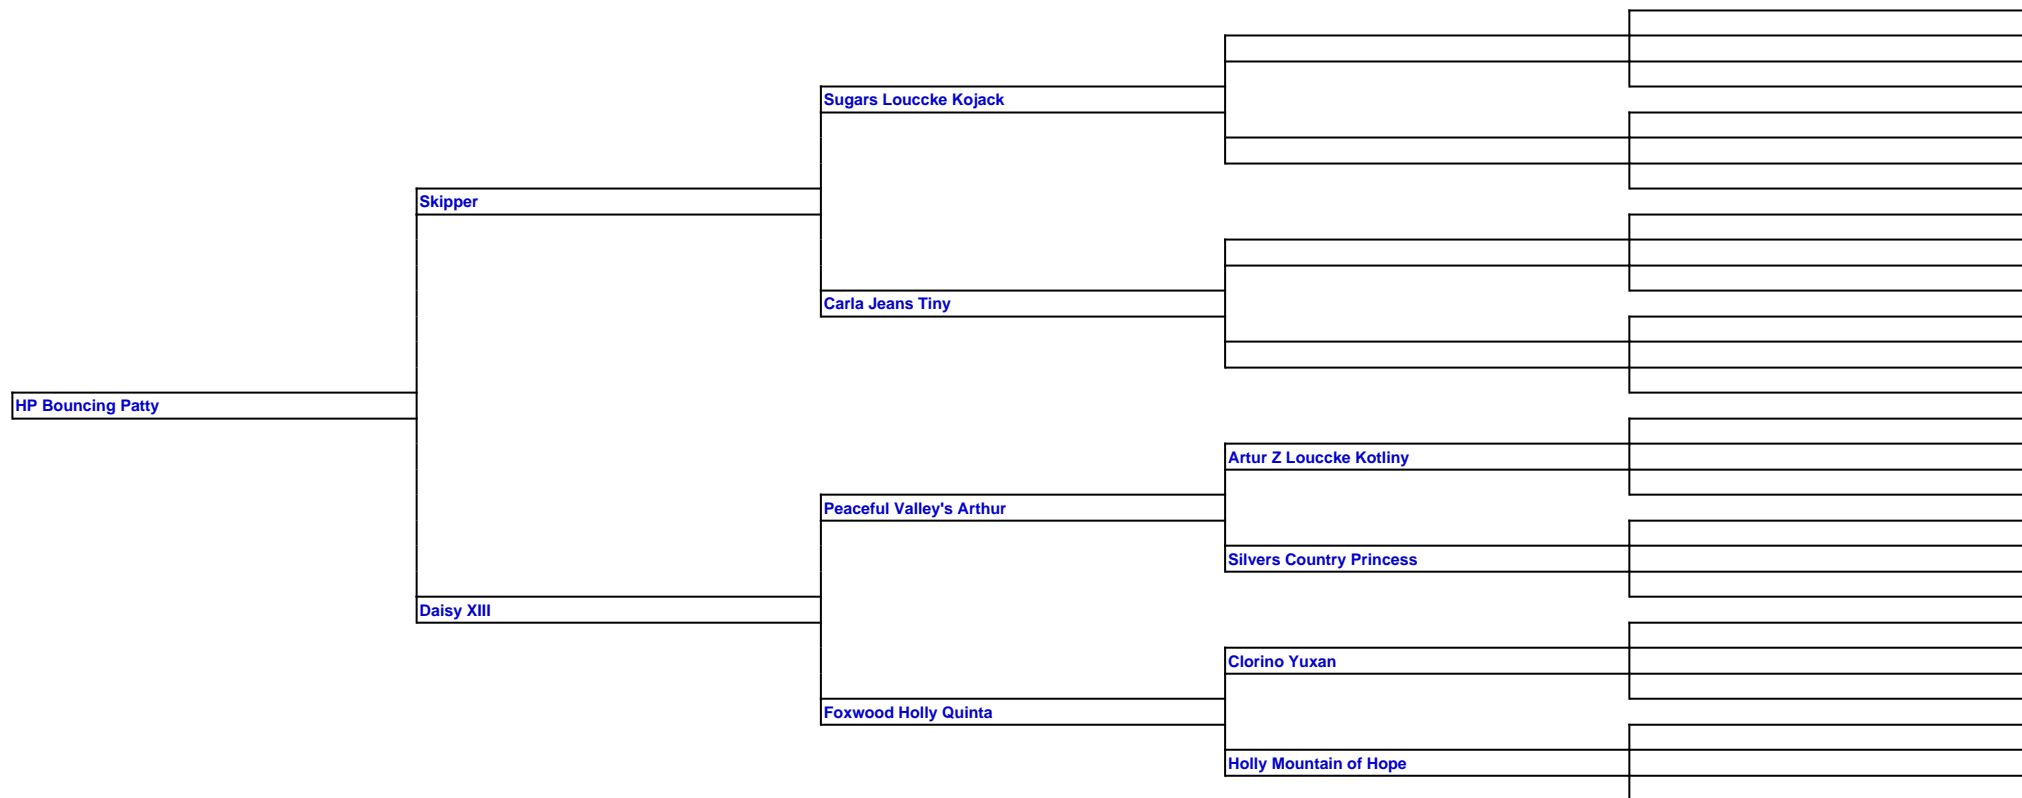 Sugars Louccke Kojack
Skipper
Carla Jeans Tiny
HP Bouncing Patty
Artur Z Louccke Kotliny
Peaceful Valley's Arthur
Silvers Country Princess
Daisy XIII
Clorino Yuxan
Foxwood Holly Quinta
Holly Mountain of Hope